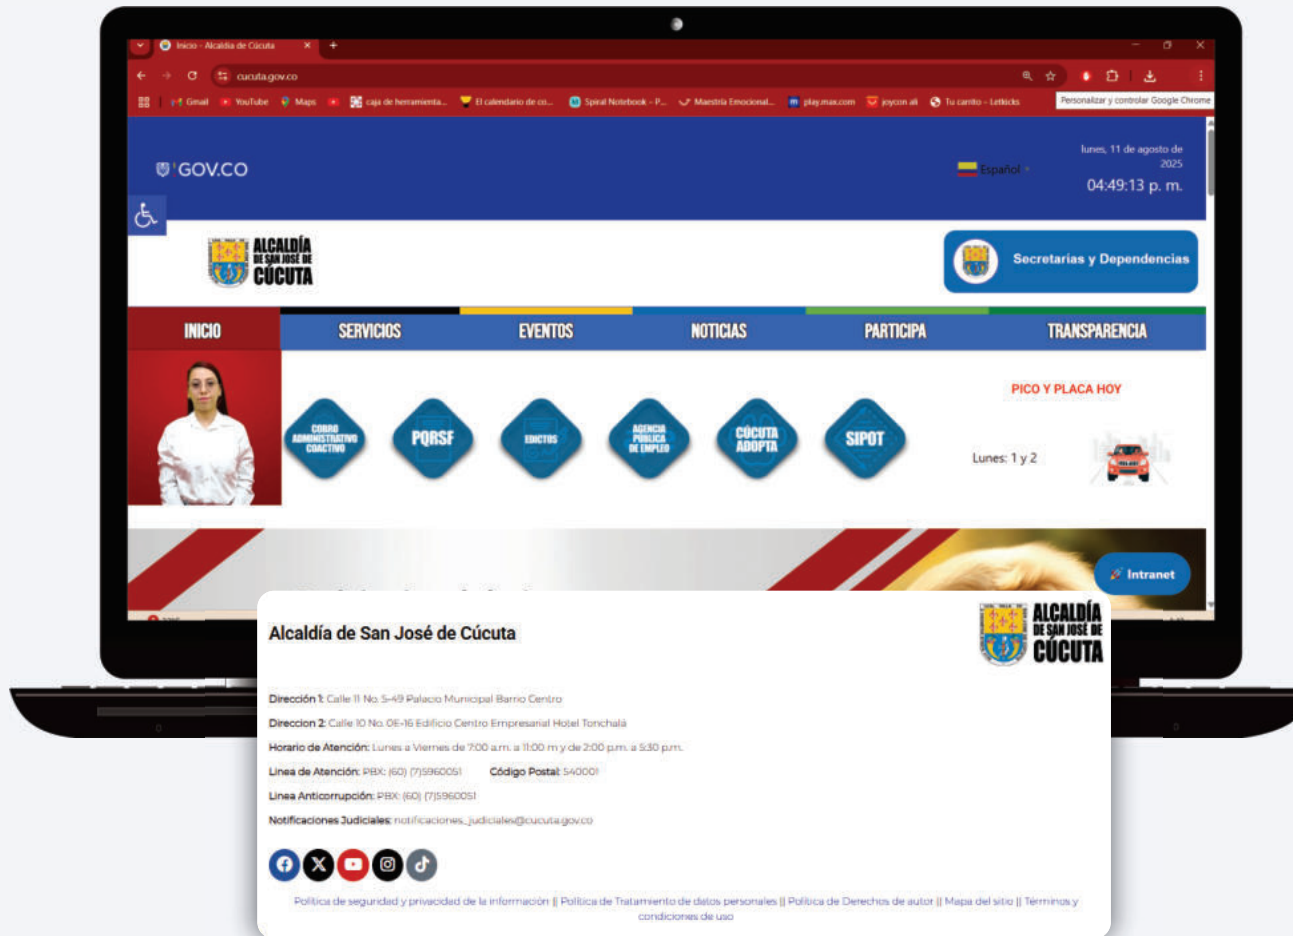 Inicio - Alcaldía de Cúcuta
cucuta.gov.co
Gmail YouTube Maps caja de herramienta... El calendario de co... Spiral Notebook – P... Maestría Emocional... play.max.com joycon ali Tu carrito – Letkicks
Personalizar y controlar Google Chrome
GOV.CO
Español
lunes, 11 de agosto de
2025
04:49:13 p. m.
ALCALDÍA
DE SAN JOSÉ DE
CÚCUTA
Secretarías y Dependencias
INICIO SERVICIOS EVENTOS NOTICIAS PARTICIPA TRANSPARENCIA
COBRO
ADMINISTRATIVO
COACTIVO
PQRSF
EDICTOS
AGENCIA
PÚBLICA
DE EMPLEO
CÚCUTA
ADOPTA
SIPOT
PICO Y PLACA HOY
Lunes: 1 y 2
Intranet
Alcaldía de San José de Cúcuta
ALCALDÍA
DE SAN JOSÉ DE
CÚCUTA
Dirección 1: Calle 11 No. 5-49 Palacio Municipal Barrio Centro
Direccion 2: Calle 10 No. 0E-16 Edificio Centro Empresarial Hotel Tonchalá
Horario de Atención: Lunes a Viernes de 7:00 a.m. a 11:00 m y de 2:00 p.m. a 5:30 p.m.
Linea de Atención: PBX: (60) (7)5960051 Código Postal: 540001
Linea Anticorrupción: PBX: (60) (7)5960051
Notificaciones Judiciales: notificaciones_judiciales@cucuta.gov.co
Política de seguridad y privacidad de la información || Política de Tratamiento de datos personales || Política de Derechos de autor || Mapa del sitio || Términos y
condiciones de uso